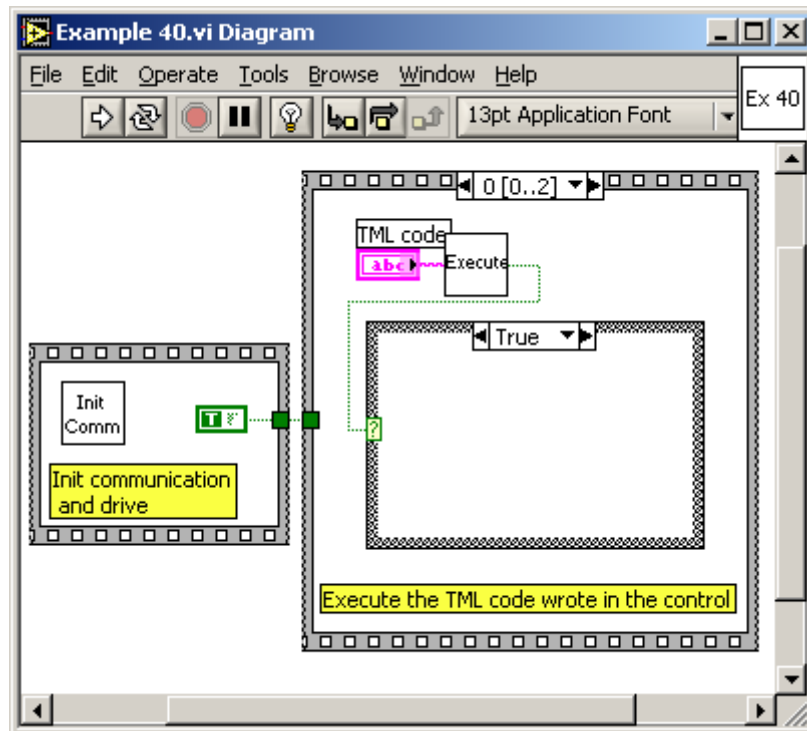 Example 40.vi Diagram
File Edit Operate Tools Browse Window Help
13pt Application Font
Ex 40
0 [0..2]
TML code
abc
Execute
True
?
Init
Comm
T
Init communication
and drive
Execute the TML code wrote in the control